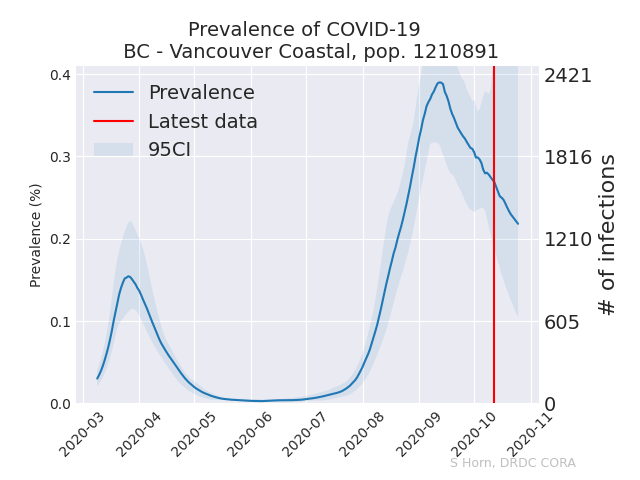 Prevalence of COVID-19
BC - Vancouver Coastal, pop. 1210891
Prevalence
Latest data
95CI
Prevalence (%)
0.4
0.3
0.2
0.1
0.0
2421
1816
1210
605
0
# of infections
2020-03
2020-04
2020-05
2020-06
2020-07
2020-08
2020-09
2020-10
2020-11
S Horn, DRDC CORA